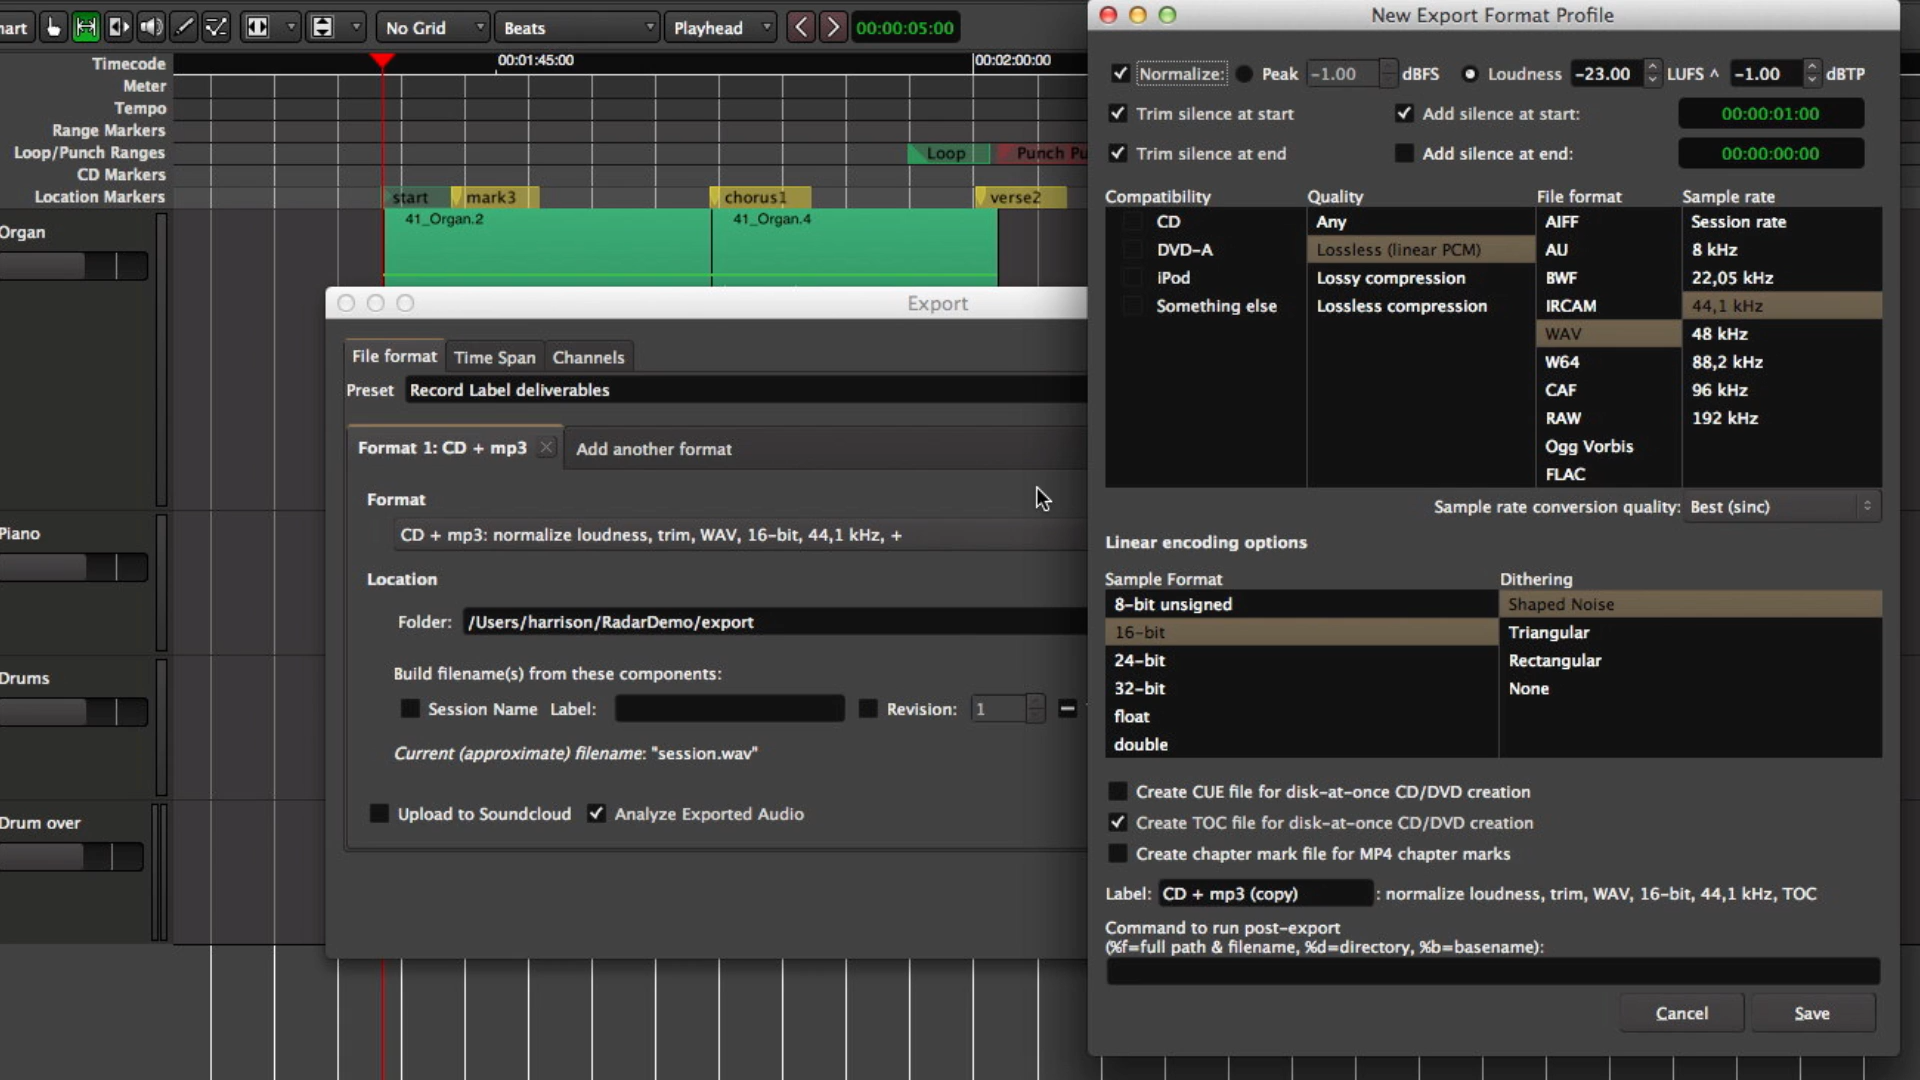 nart
No Grid
Beats
Playhead
00:00:05:00
Timecode
00:01:45:00
00:02:00:00
Meter
Tempo
Range Markers
Loop/Punch Ranges
Loop
Punch Pu
CD Markers
Location Markers
start
mark3
chorus1
verse2
41_Organ.2
41_Organ.4
Organ
Piano
Drums
Drum over
Export
File format
Time Span
Channels
Preset
Record Label deliverables
Format 1: CD + mp3
Add another format
Format
CD + mp3: normalize loudness, trim, WAV, 16-bit, 44,1 kHz, +
Location
Folder: /Users/harrison/RadarDemo/export
Build filename(s) from these components:
Session Name Label: Revision: 1
Current (approximate) filename: "session.wav"
Upload to Soundcloud
Analyze Exported Audio
New Export Format Profile
Normalize: Peak -1.00 dBFS Loudness -23.00 LUFS ^ -1.00 dBTP
Trim silence at start
Add silence at start: 00:00:01:00
Trim silence at end
Add silence at end: 00:00:00:00
Compatibility
CD
DVD-A
iPod
Something else
Quality
Any
Lossless (linear PCM)
Lossy compression
Lossless compression
File format
AIFF
AU
BWF
IRCAM
WAV
W64
CAF
RAW
Ogg Vorbis
FLAC
Sample rate
Session rate
8 kHz
22,05 kHz
44,1 kHz
48 kHz
88,2 kHz
96 kHz
192 kHz
Sample rate conversion quality: Best (sinc)
Linear encoding options
Sample Format
8-bit unsigned
16-bit
24-bit
32-bit
float
double
Dithering
Shaped Noise
Triangular
Rectangular
None
Create CUE file for disk-at-once CD/DVD creation
Create TOC file for disk-at-once CD/DVD creation
Create chapter mark file for MP4 chapter marks
Label: CD + mp3 (copy) : normalize loudness, trim, WAV, 16-bit, 44,1 kHz, TOC
Command to run post-export
(%f=full path & filename, %d=directory, %b=basename):
Cancel
Save